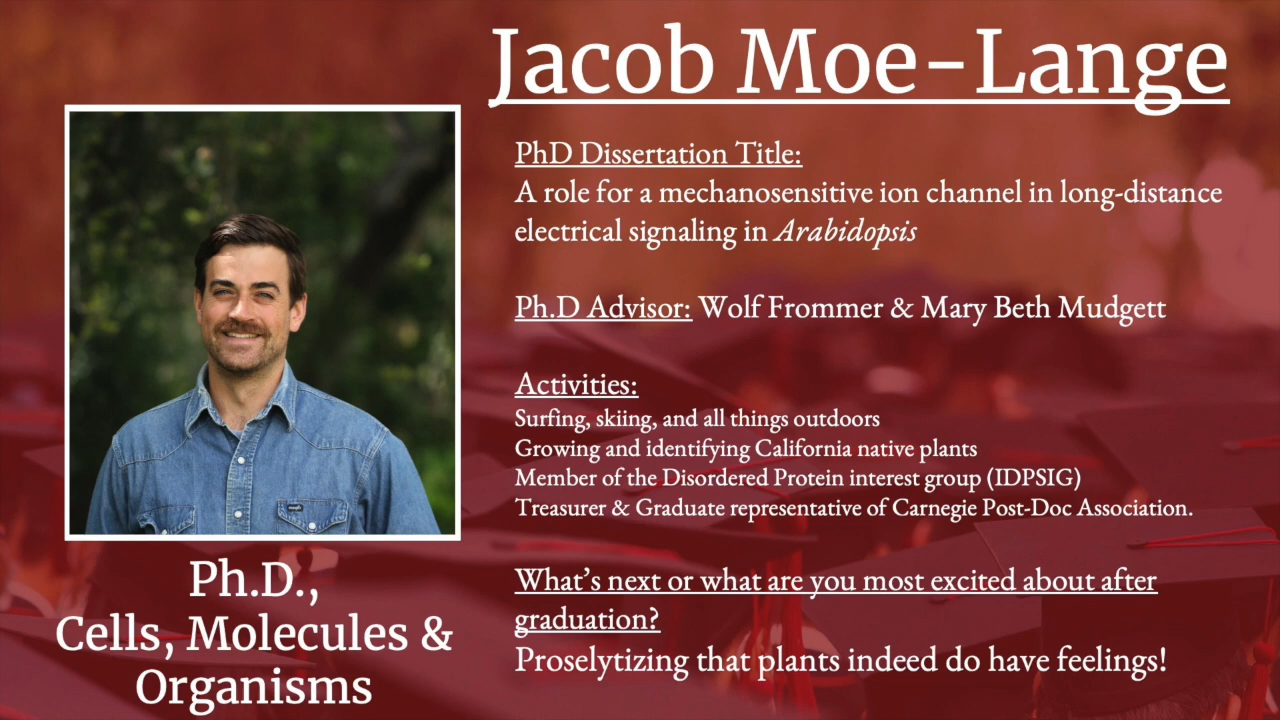 Jacob Moe-Lange
PhD Dissertation Title:
A role for a mechanosensitive ion channel in long-distance
electrical signaling in Arabidopsis
Ph.D Advisor: Wolf Frommer & Mary Beth Mudgett
Activities:
Surfing, skiing, and all things outdoors
Growing and identifying California native plants
Member of the Disordered Protein interest group (IDPSIG)
Treasurer & Graduate representative of Carnegie Post-Doc Association.
What’s next or what are you most excited about after
graduation?
Proselytizing that plants indeed do have feelings!
Ph.D.,
Cells, Molecules &
Organisms